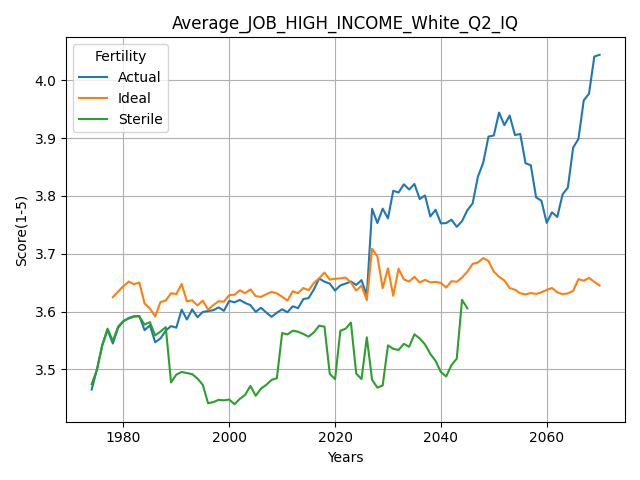 Average_JOB_HIGH_INCOME_White_Q2_IQ
Fertility
Actual
Ideal
Sterile
Score(1-5)
4.0
3.9
3.8
3.7
3.6
3.5
1980
2000
2020
2040
2060
Years